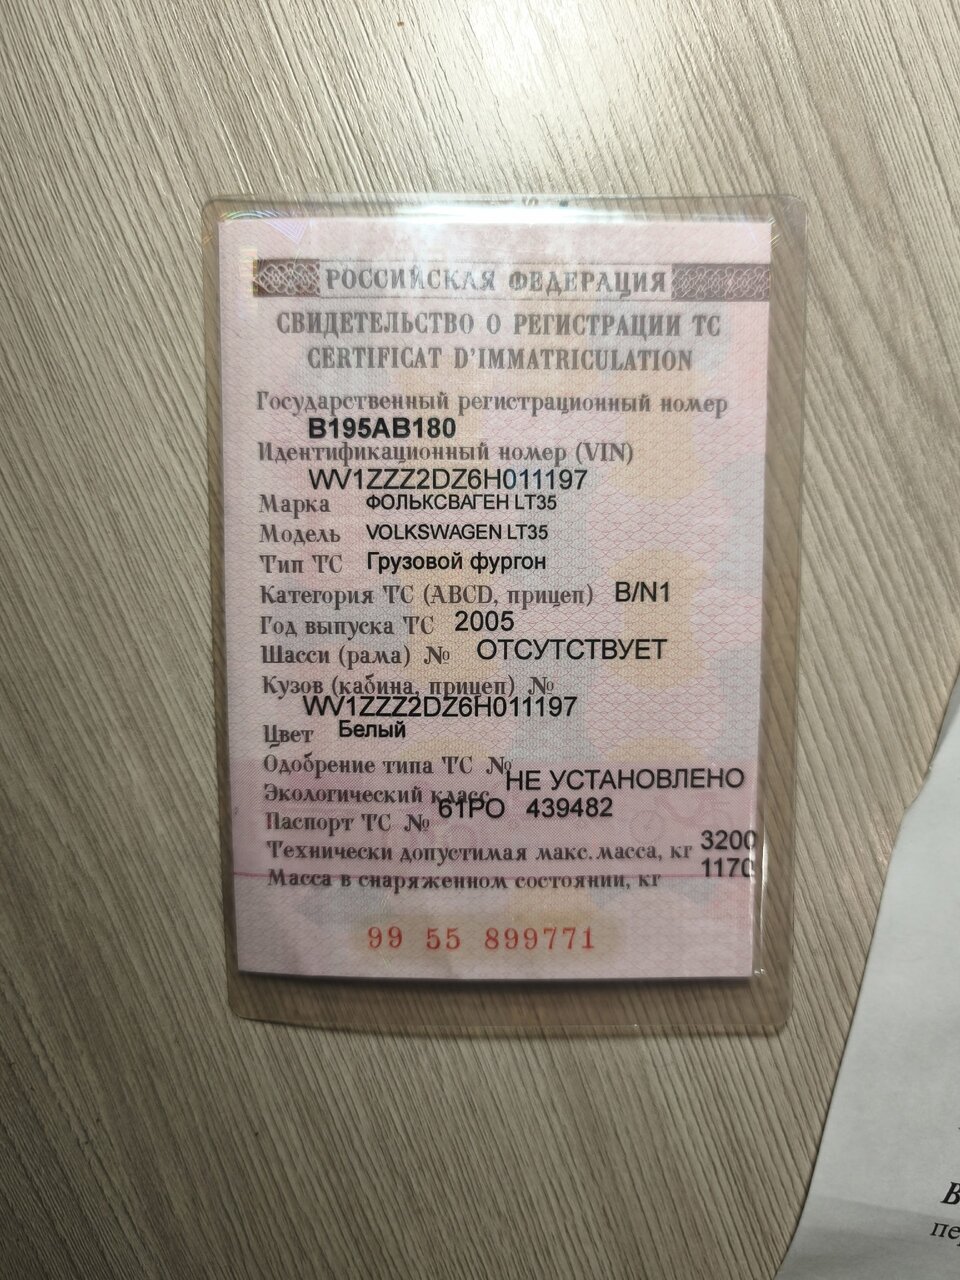 РОССИЙСКАЯ ФЕДЕРАЦИЯ
СВИДЕТЕЛЬСТВО О РЕГИСТРАЦИИ ТС
CERTIFICAT D'IMMATRICULATION
Государственный регистрационный номер
В195АВ180
Идентификационный номер (VIN)
WV1ZZZ2DZ6H011197
Марка ФОЛЬКСВАГЕН LT35
Модель VOLKSWAGEN LT35
Тип ТС Грузовой фургон
Категория ТС (ABCD, прицеп) B/N1
Год выпуска ТС 2005
Шасси (рама) № ОТСУТСТВУЕТ
Кузов (кабина, прицеп) №
WV1ZZZ2DZ6H011197
Цвет Белый
Одобрение типа ТС №
Экологический класс НЕ УСТАНОВЛЕНО
Паспорт ТС № 61РО 439482
Технически допустимая макс. масса, кг 3200
Масса в снаряженном состоянии, кг 1170
99 55 899771
В
пе